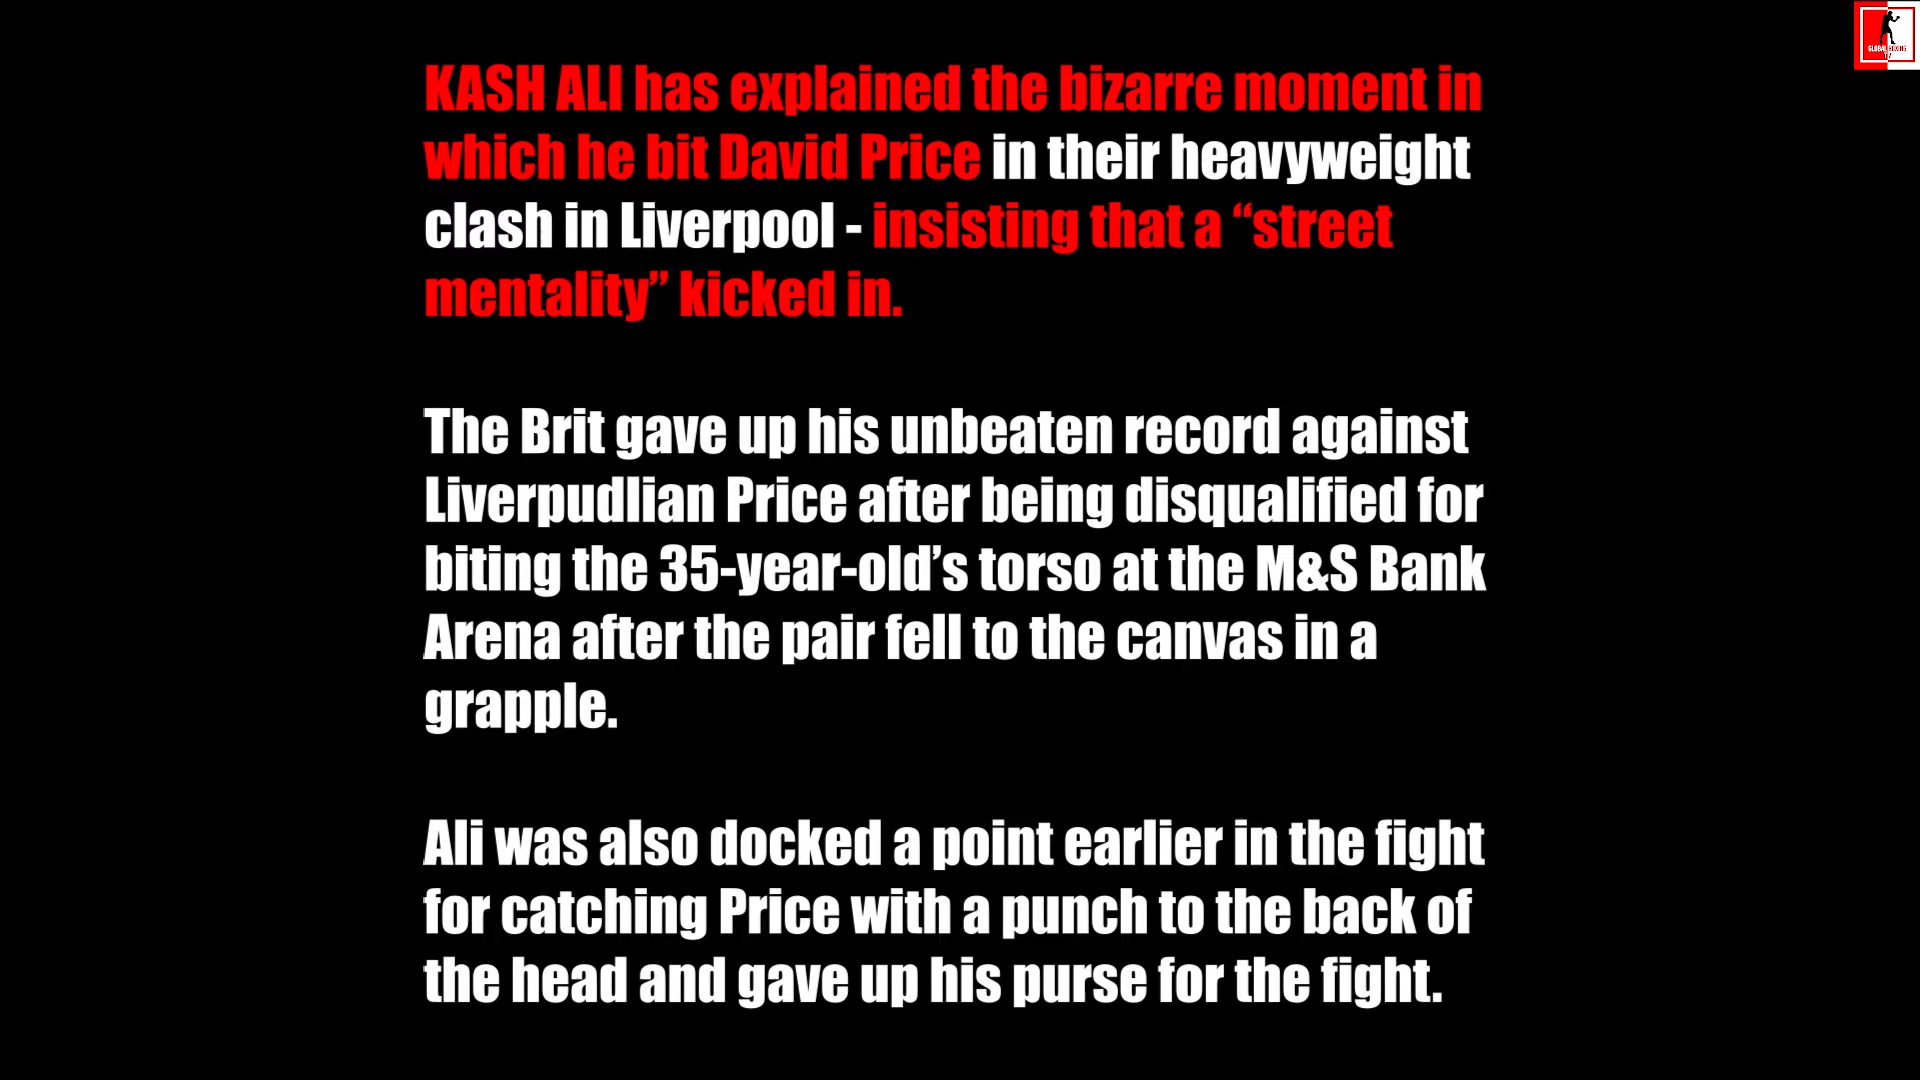 KASH ALI has explained the bizarre moment in
which he bit David Price in their heavyweight
clash in Liverpool - insisting that a “street
mentality” kicked in.
The Brit gave up his unbeaten record against
Liverpudlian Price after being disqualified for
biting the 35-year-old’s torso at the M&S Bank
Arena after the pair fell to the canvas in a
grapple.
Ali was also docked a point earlier in the fight
for catching Price with a punch to the back of
the head and gave up his purse for the fight.
GLOBAL BOXING
TV